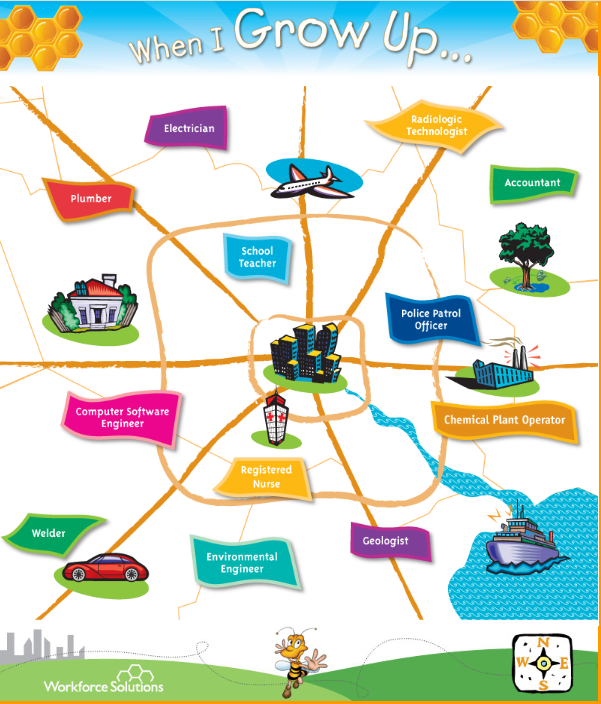 When I Grow Up...
Electrician
Radiologic
Technologist
Plumber
Accountant
School
Teacher
Police Patrol
Officer
Computer Software
Engineer
Chemical Plant Operator
Registered
Nurse
Welder
Environmental
Engineer
Geologist
Workforce Solutions
N
W
E
S